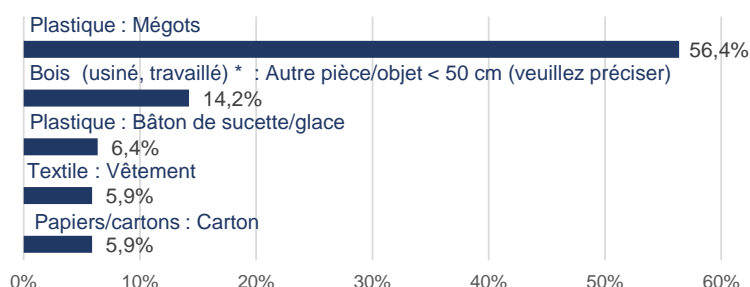 Plastique : Mégots
56,4%
Bois (usiné, travaillé) * : Autre pièce/objet < 50 cm (veuillez préciser)
14,2%
Plastique : Bâton de sucette/glace
6,4%
Textile : Vêtement
5,9%
Papiers/cartons : Carton
5,9%
0% 10% 20% 30% 40% 50% 60%